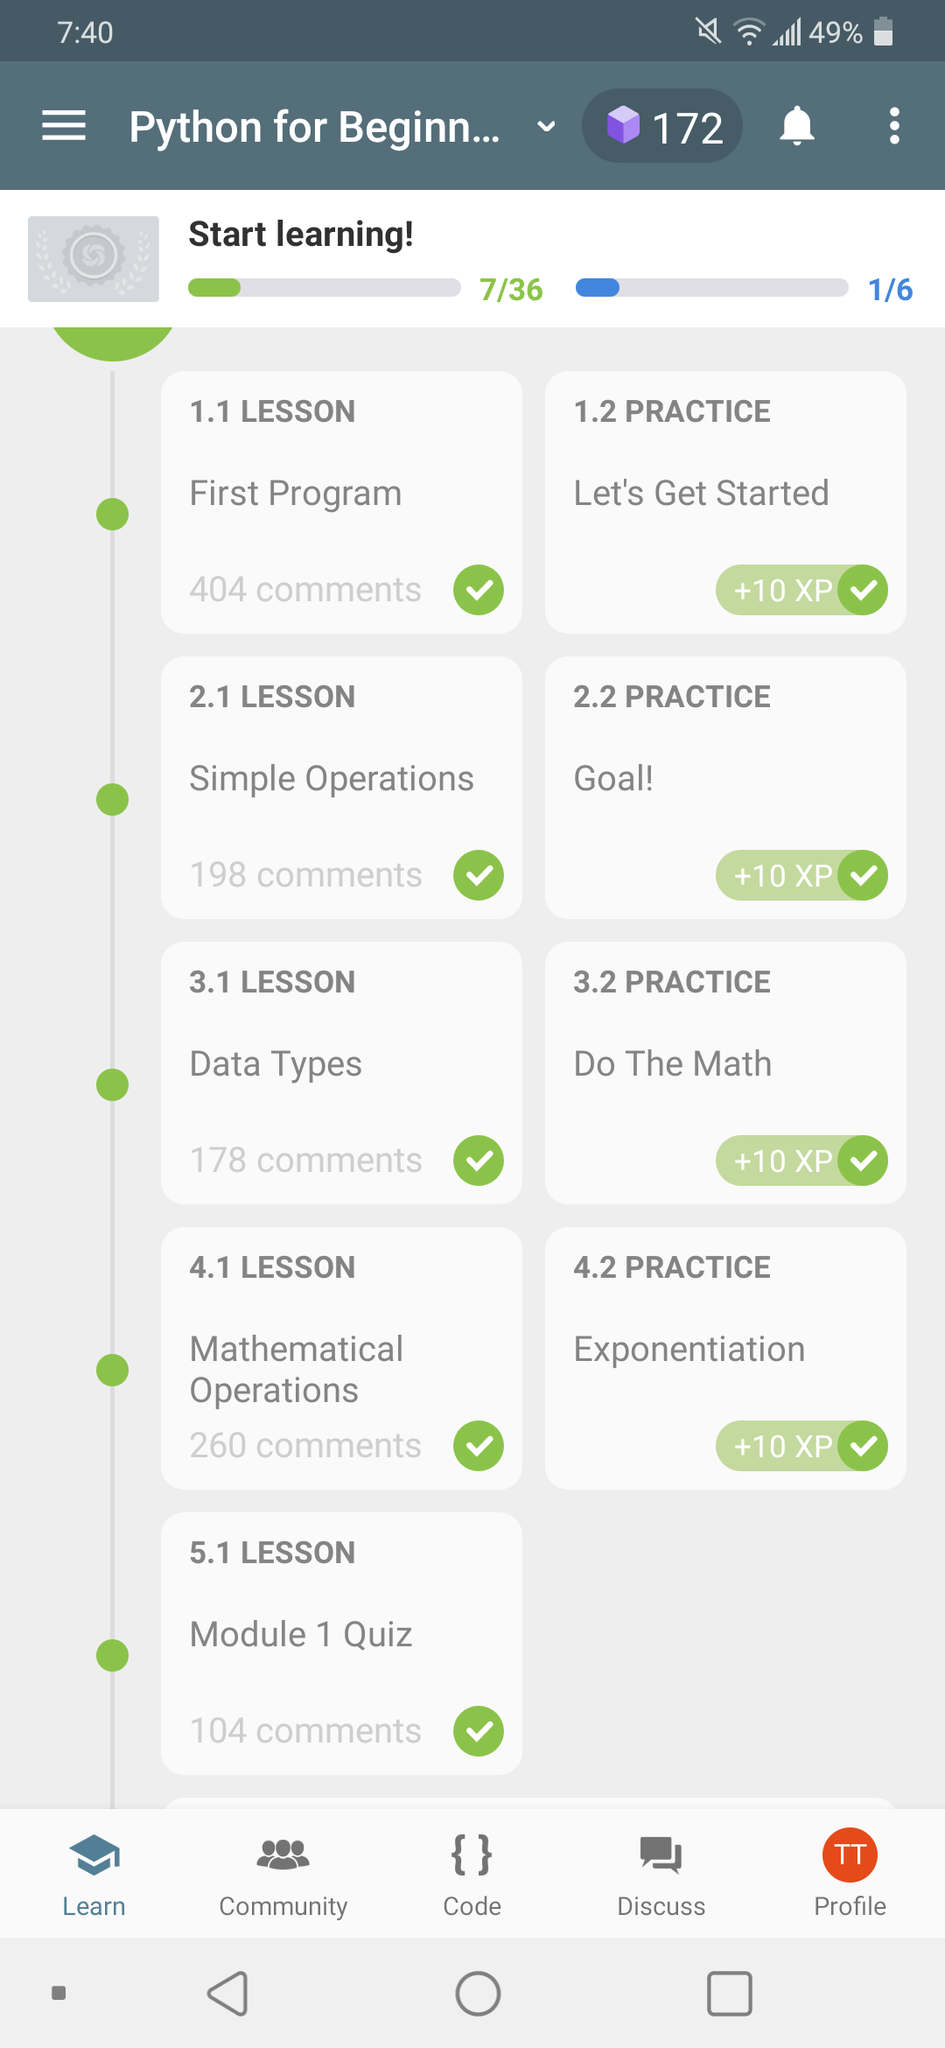 7:40
49%
Python for Beginn...
172
Start learning!
7/36
1/6
1.1 LESSON
First Program
404 comments
1.2 PRACTICE
Let's Get Started
+10 XP
2.1 LESSON
Simple Operations
198 comments
2.2 PRACTICE
Goal!
+10 XP
3.1 LESSON
Data Types
178 comments
3.2 PRACTICE
Do The Math
+10 XP
4.1 LESSON
Mathematical
Operations
260 comments
4.2 PRACTICE
Exponentiation
+10 XP
5.1 LESSON
Module 1 Quiz
104 comments
Learn
Community
Code
Discuss
TT
Profile